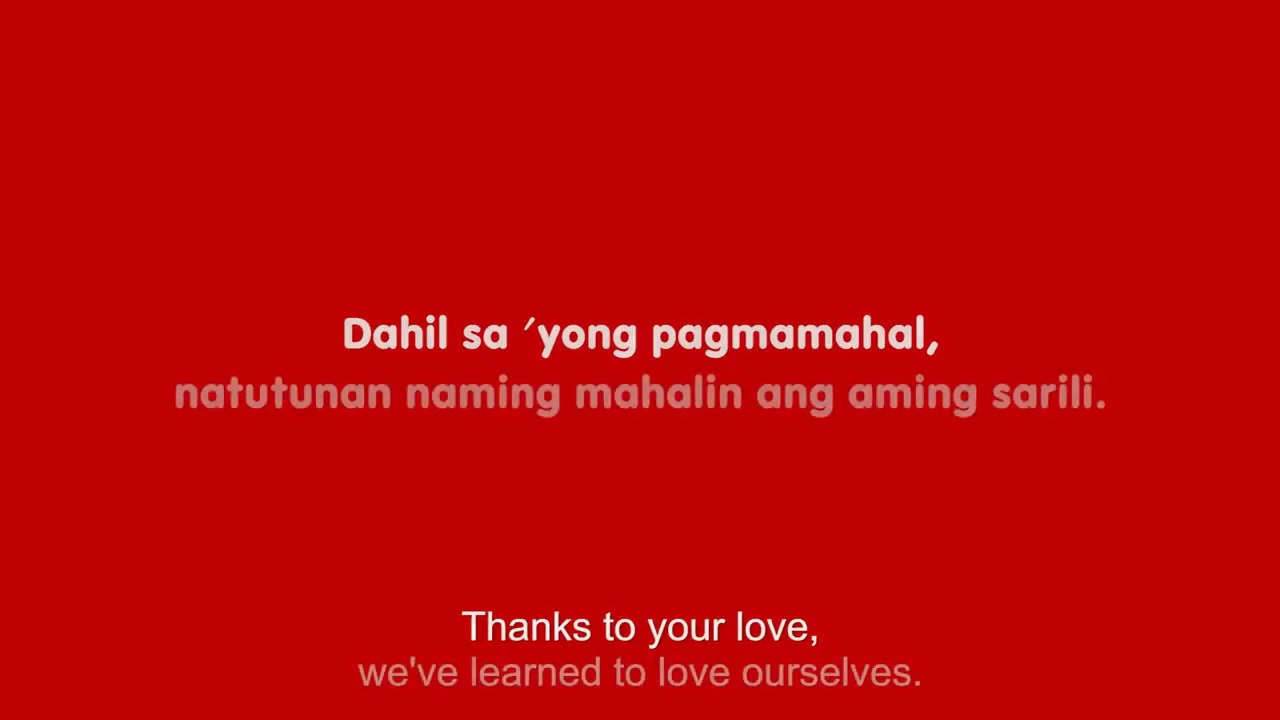 Dahil sa ′yong pagmamahal,
natutunan naming mahalin ang aming sarili.
Thanks to your love,
we've learned to love ourselves.